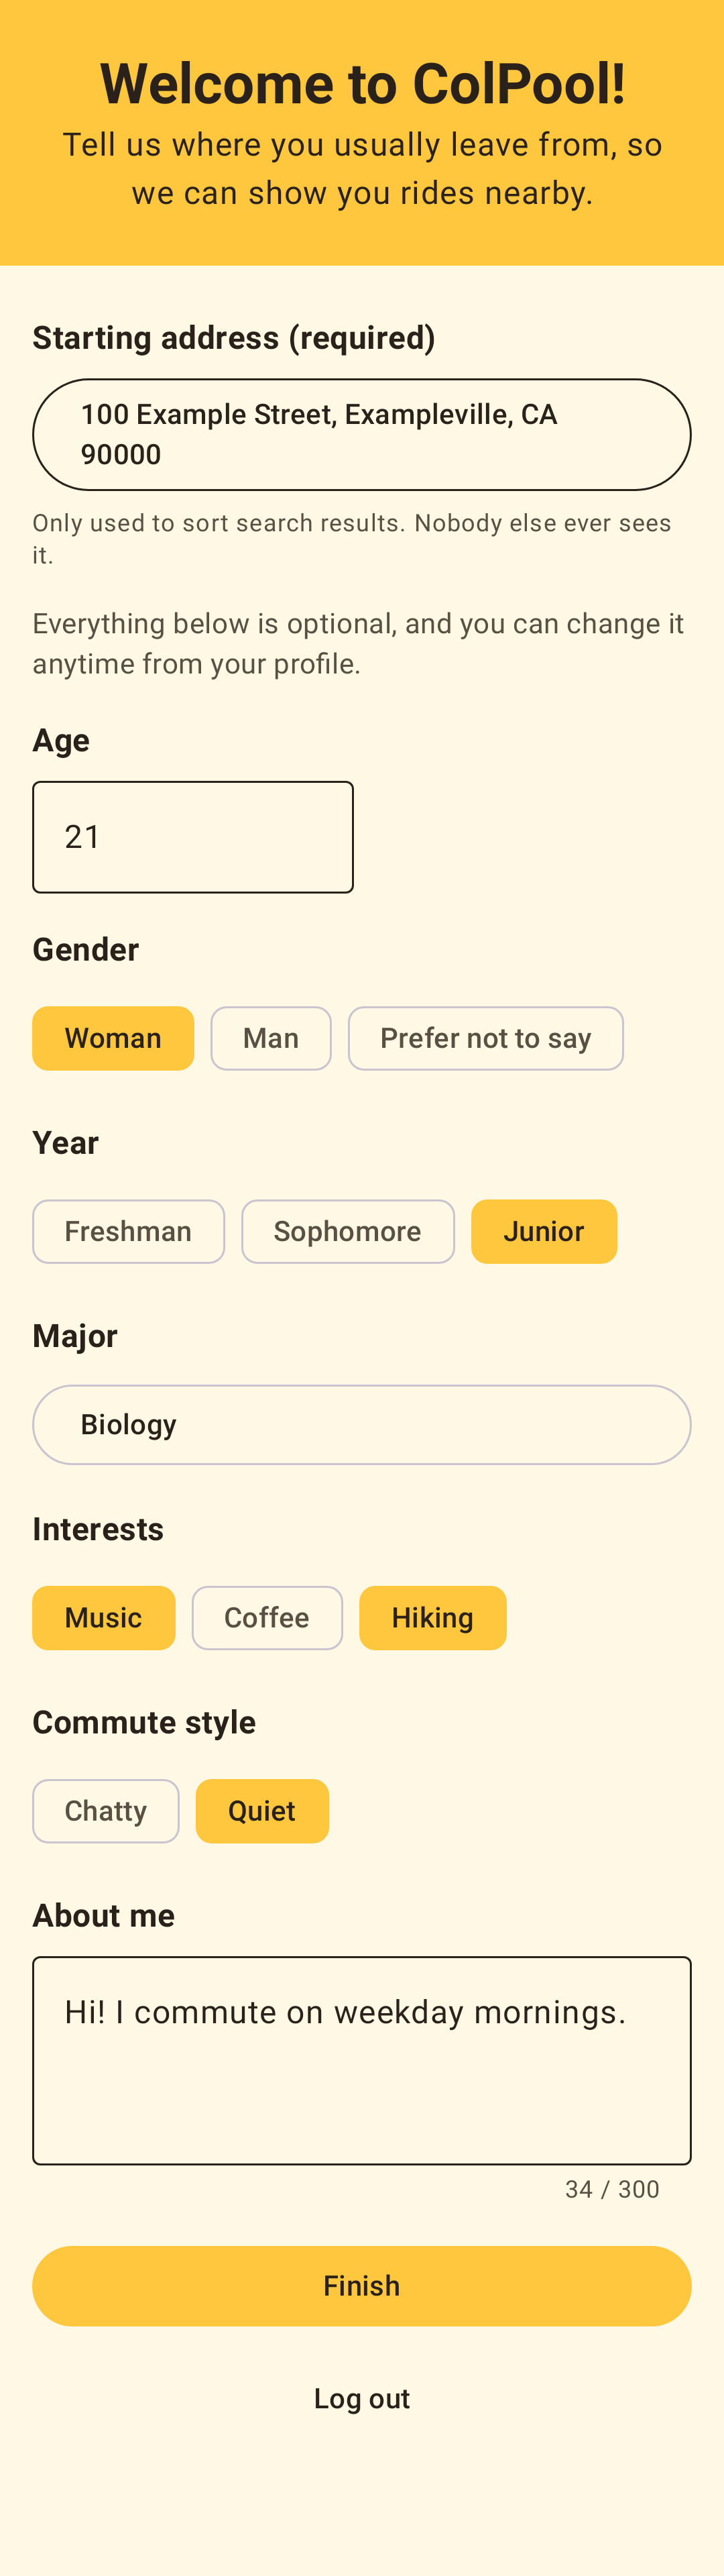 Welcome to ColPool!
Tell us where you usually leave from, so
we can show you rides nearby.
Starting address (required)
100 Example Street, Exampleville, CA
90000
Only used to sort search results. Nobody else ever sees
it.
Everything below is optional, and you can change it
anytime from your profile.
Age
21
Gender
Woman Man Prefer not to say
Year
Freshman Sophomore Junior
Major
Biology
Interests
Music Coffee Hiking
Commute style
Chatty Quiet
About me
Hi! I commute on weekday mornings.
34 / 300
Finish
Log out